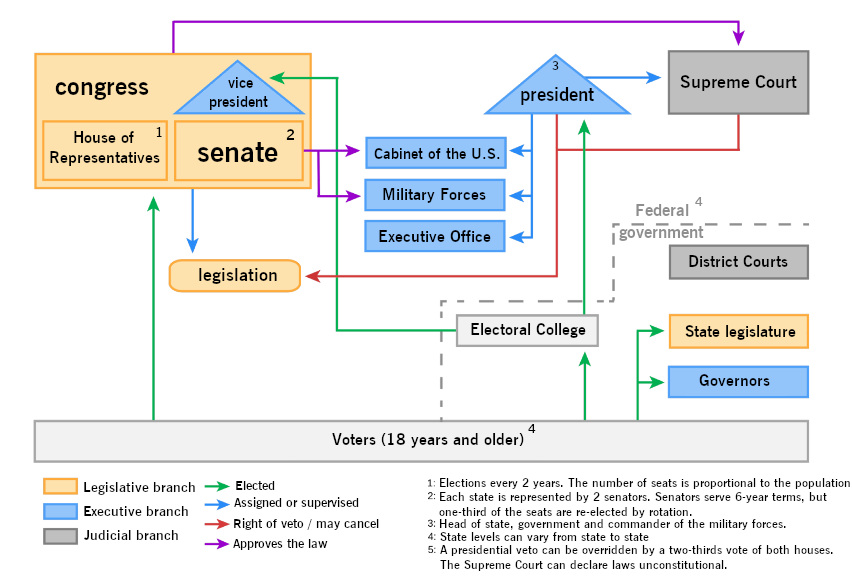 congress
vice
president
House of
Representatives
1
senate
2
3
president
Supreme Court
Cabinet of the U.S.
Military Forces
Executive Office
legislation
Federal 4
government
District Courts
Electoral College
State legislature
Governors
Voters (18 years and older) 4
Legislative branch
Executive branch
Judicial branch
Elected
Assigned or supervised
Right of veto / may cancel
Approves the law
1: Elections every 2 years. The number of seats is proportional to the population
2: Each state is represented by 2 senators. Senators serve 6-year terms, but
one-third of the seats are re-elected by rotation.
3: Head of state, government and commander of the military forces.
4: State levels can vary from state to state
5: A presidential veto can be overridden by a two-thirds vote of both houses.
The Supreme Court can declare laws unconstitutional.